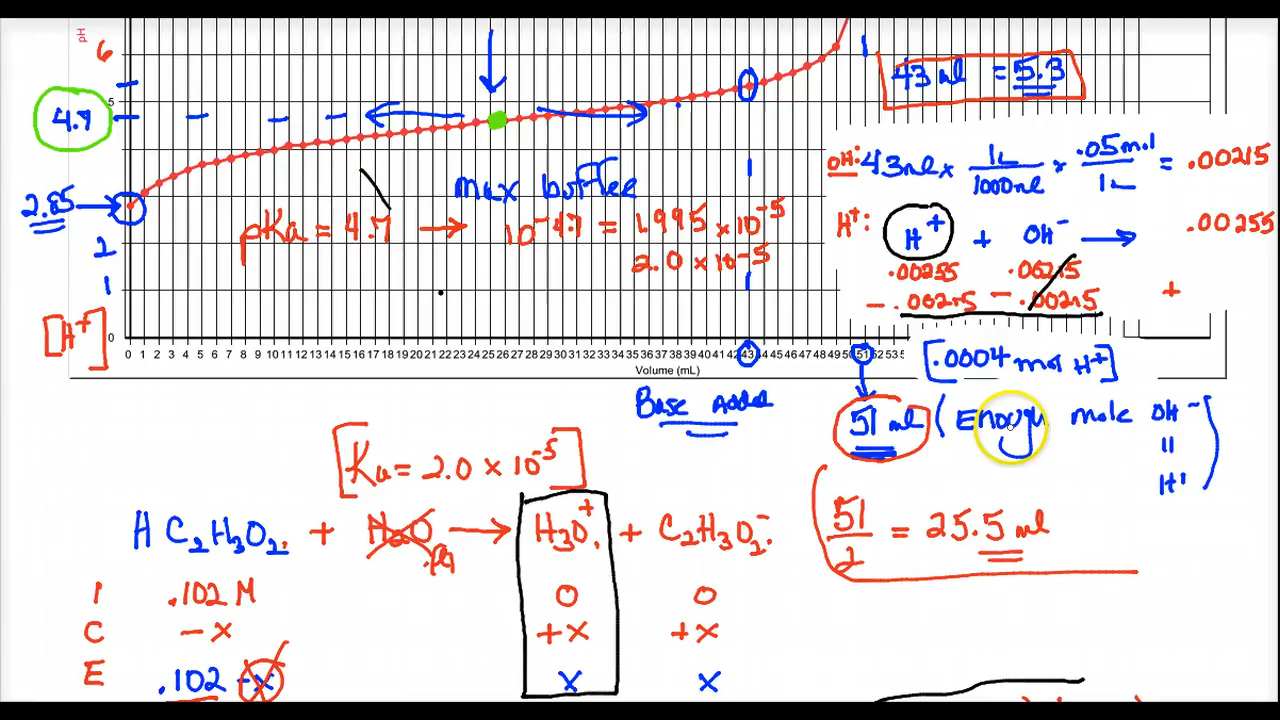 pH
6
43 ml = 5.3
5
4.7
OH⁻: 43 ml x 1L / 1000 ml x .05 mol / 1L = .00215
max buffer
2.85
pKa = 4.7 → 10^-4.7 = 1.995 x 10^-5
H⁺: H⁺ + OH⁻ → .00255
2
2.0 x 10^-5
.00255 .00215
1
- .00215 - .00215 +
[H⁺]
0
0 1 2 3 4 5 6 7 8 9 10 11 12 13 14 15 16 17 18 19 20 21 22 23 24 25 26 27 28 29 30 31 32 33 34 35 36 37 38 39 40 41 42 43 44 45 46 47 48 49 50 51 52 53 5
Volume (mL)
[.0004 mol H⁺]
Base Added
51 ml (Enough mole OH⁻
=
H⁺)
[Ka = 2.0 x 10^-5]
51 / 2 = 25.5 ml
HC₂H₃O₂ + H₂O → H₃O⁺ + C₂H₃O₂⁻
I .102 M 0 0
C - x + x + x
E .102 - x x x